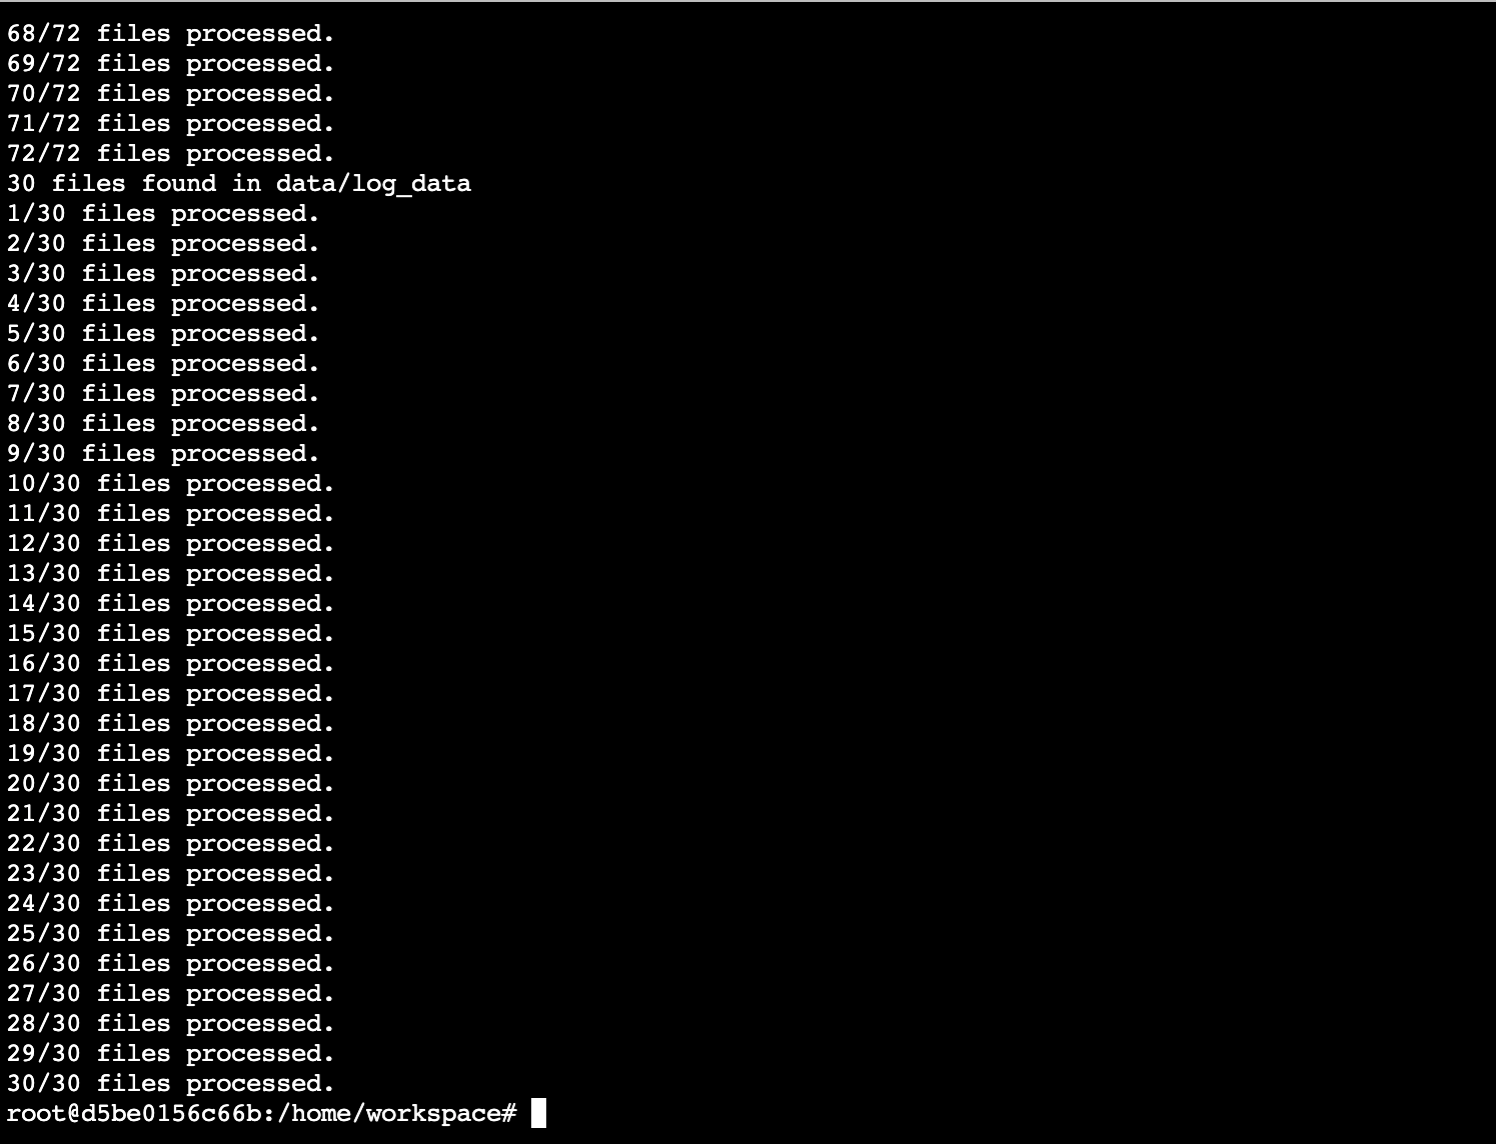 68/72 files processed.
69/72 files processed.
70/72 files processed.
71/72 files processed.
72/72 files processed.
30 files found in data/log_data
1/30 files processed.
2/30 files processed.
3/30 files processed.
4/30 files processed.
5/30 files processed.
6/30 files processed.
7/30 files processed.
8/30 files processed.
9/30 files processed.
10/30 files processed.
11/30 files processed.
12/30 files processed.
13/30 files processed.
14/30 files processed.
15/30 files processed.
16/30 files processed.
17/30 files processed.
18/30 files processed.
19/30 files processed.
20/30 files processed.
21/30 files processed.
22/30 files processed.
23/30 files processed.
24/30 files processed.
25/30 files processed.
26/30 files processed.
27/30 files processed.
28/30 files processed.
29/30 files processed.
30/30 files processed.
root@d5be0156c66b:/home/workspace#